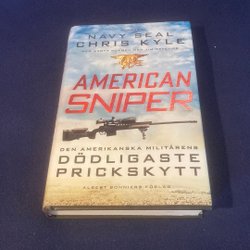 NAVY SEAL
CHRIS KYLE
AMERICAN
SNIPER
DEN AMERIKANSKA MILITÄRENS
DÖDLIGASTE
PRICKSKYTT
ALBERT BONNIERS FÖRLAG